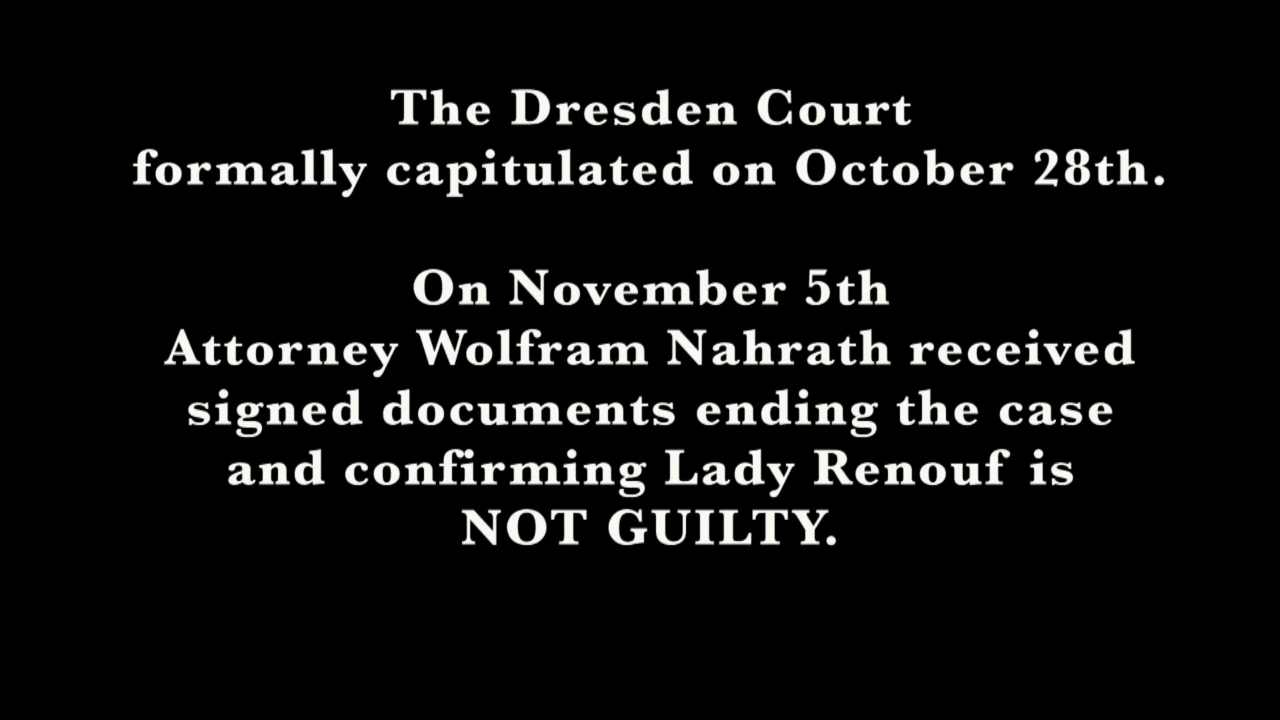 The Dresden Court
formally capitulated on October 28th.
On November 5th
Attorney Wolfram Nahrath received
signed documents ending the case
and confirming Lady Renouf is
NOT GUILTY.